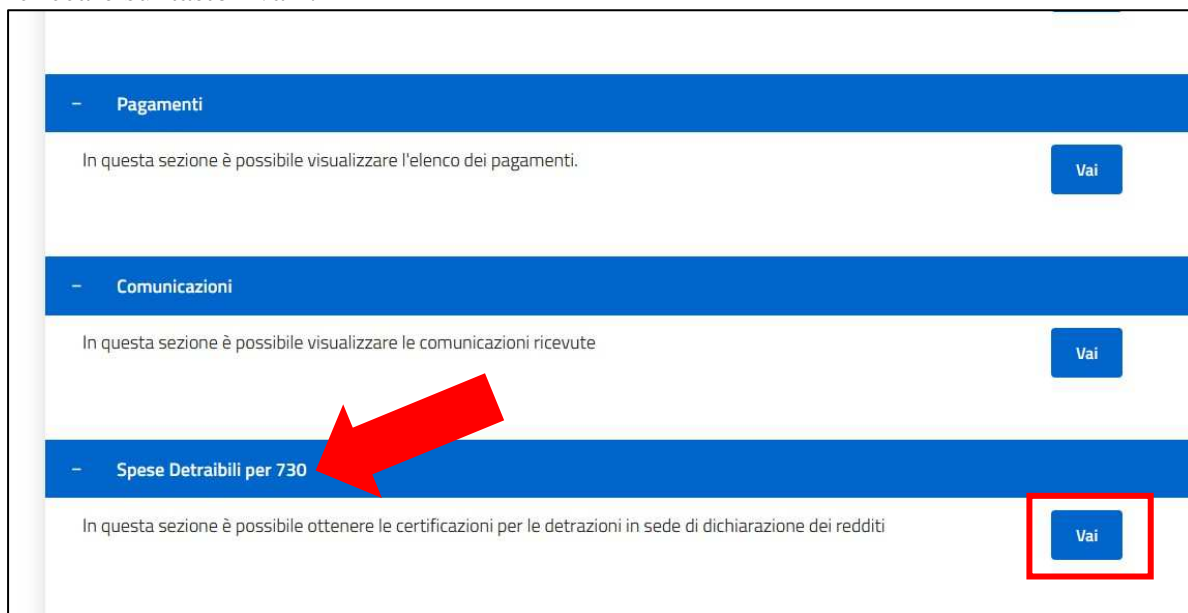 – Pagamenti
In questa sezione è possibile visualizzare l'elenco dei pagamenti.
Vai
– Comunicazioni
In questa sezione è possibile visualizzare le comunicazioni ricevute
Vai
– Spese Detraibili per 730
In questa sezione è possibile ottenere le certificazioni per le detrazioni in sede di dichiarazione dei redditi
Vai